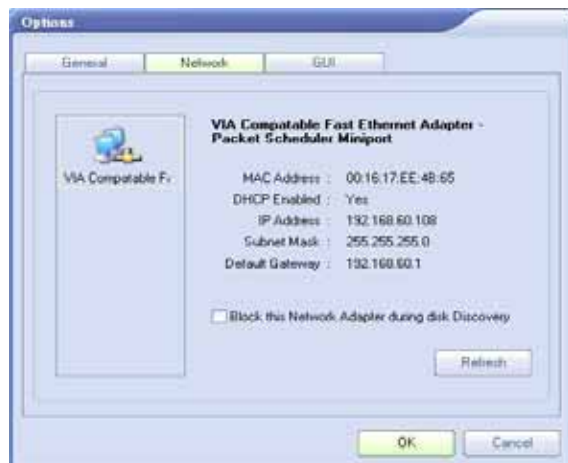 Options
General
Network
GUI
VIA Compatable F
VIA Compatable Fast Ethernet Adapter -
Packet Scheduler Miniport
MAC Address : 00:16:17:EE:4B:65
DHCP Enabled : Yes
IP Address : 192.168.60.108
Subnet Mask : 255.255.255.0
Default Gateway : 192.168.60.1
Block this Network Adapter during disk Discovery
Refresh
OK
Cancel